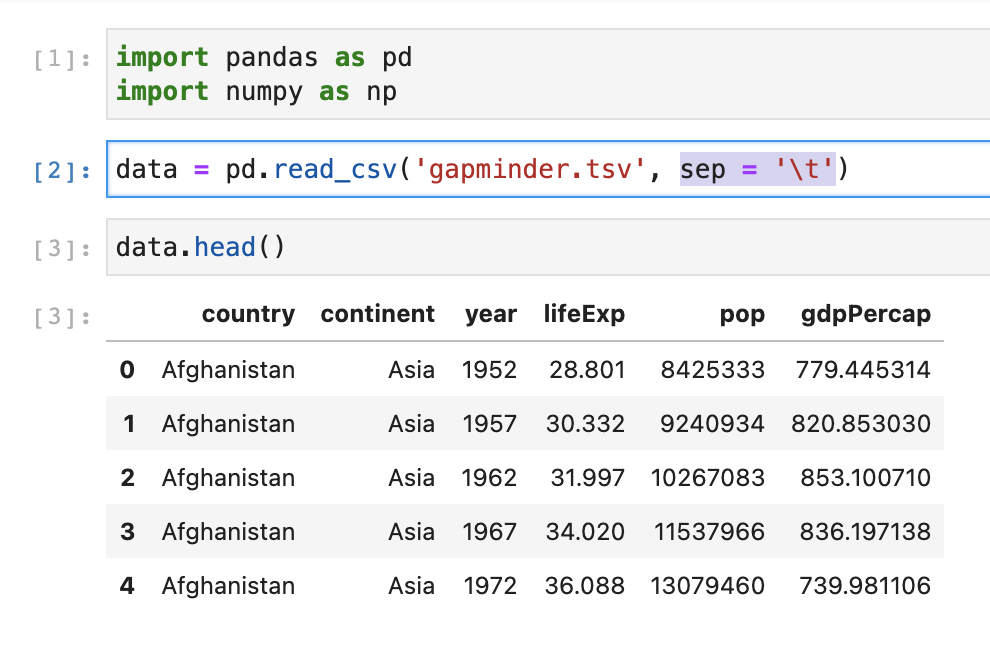 [1]: import pandas as pd
import numpy as np
[2]: data = pd.read_csv('gapminder.tsv', sep = '\t')
[3]: data.head()
[3]: country continent year lifeExp pop gdpPercap
0 Afghanistan Asia 1952 28.801 8425333 779.445314
1 Afghanistan Asia 1957 30.332 9240934 820.853030
2 Afghanistan Asia 1962 31.997 10267083 853.100710
3 Afghanistan Asia 1967 34.020 11537966 836.197138
4 Afghanistan Asia 1972 36.088 13079460 739.981106